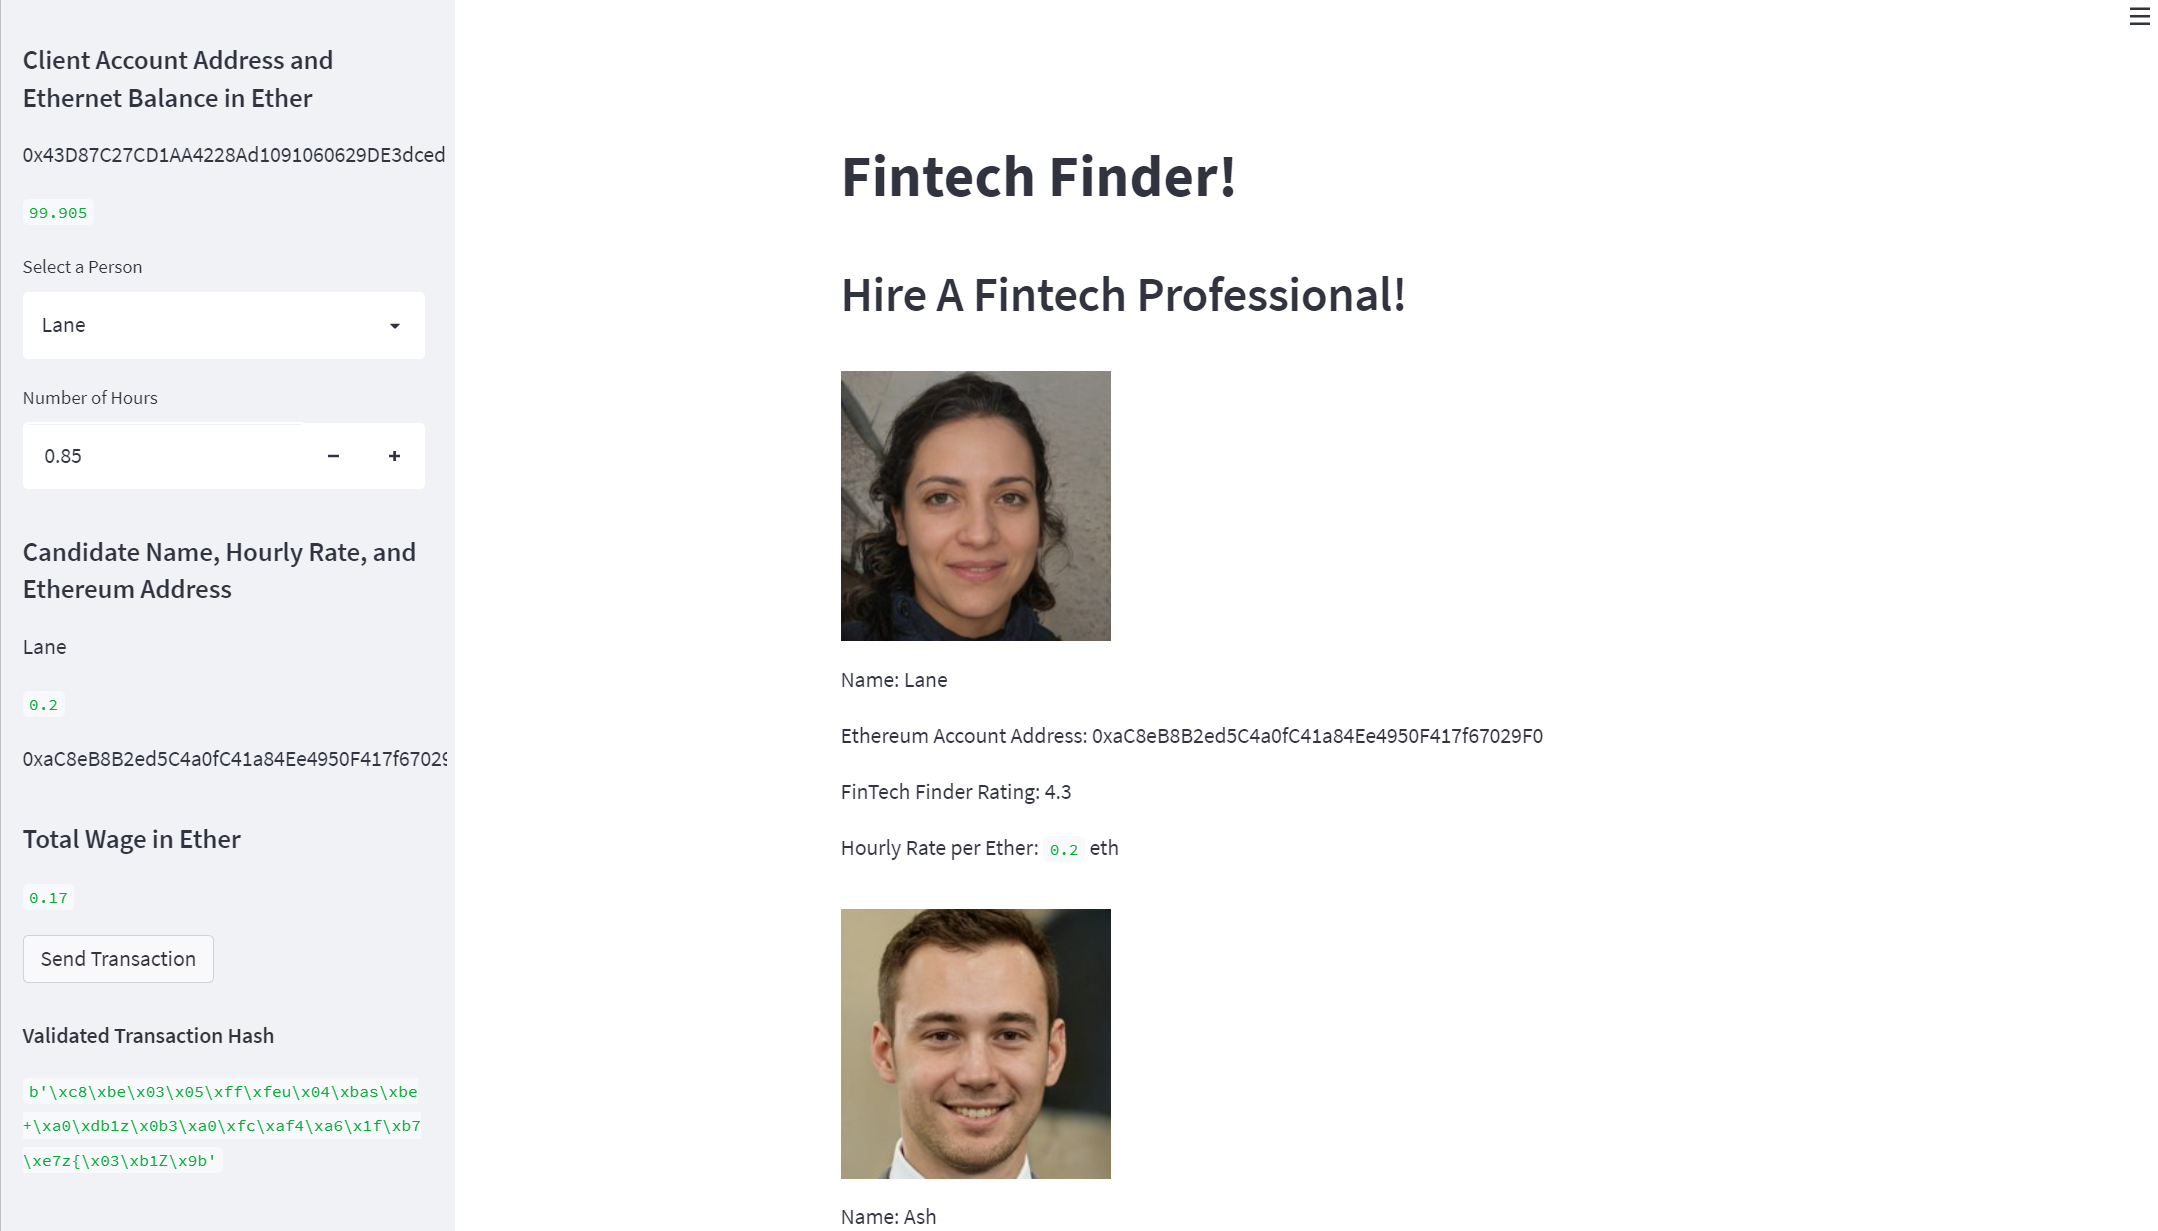 Client Account Address and
Ethernet Balance in Ether
0x43D87C27CD1AA4228Ad1091060629DE3dced
99.905
Select a Person
Lane
Number of Hours
0.85
Candidate Name, Hourly Rate, and
Ethereum Address
Lane
0.2
0xaC8eB8B2ed5C4a0fC41a84Ee4950F417f67029
Total Wage in Ether
0.17
Send Transaction
Validated Transaction Hash
b'\xc8\xbe\x03\x05\xff\xfeu\x04\xbas\xbe
+\xa0\xdb1z\x0b3\xa0\xfc\xaf4\xa6\x1f\xb7
\xe7z{\x03\xb1Z\x9b'
Fintech Finder!
Hire A Fintech Professional!
Name: Lane
Ethereum Account Address: 0xaC8eB8B2ed5C4a0fC41a84Ee4950F417f67029F0
FinTech Finder Rating: 4.3
Hourly Rate per Ether: 0.2 eth
Name: Ash